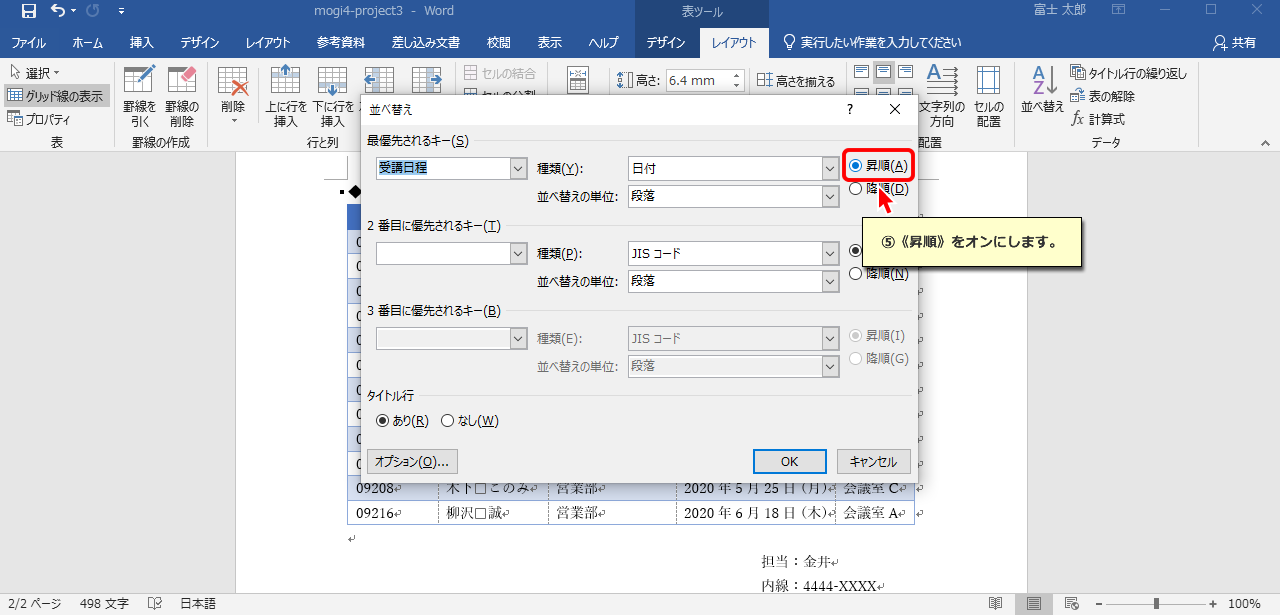 mogi4-project3 - Word
表ツール
富士 太郎
ファイル ホーム 挿入 デザイン レイアウト 参考資料 差し込み文書 校閲 表示 ヘルプ デザイン レイアウト 実行したい作業を入力してください 共有
選択
グリッド線の表示
プロパティ
表
罫線を引く
罫線の削除
罫線の作成
削除
上に行を挿入
下に行を挿入
行と列
セルの結合
高さ: 6.4 mm
高さを揃える
文字列の方向
セルの配置
配置
並べ替え
タイトル行の繰り返し
表の解除
fx 計算式
データ
並べ替え ?
最優先されるキー(S)
受講日程 種類(Y): 日付 昇順(A)
並べ替えの単位: 段落 降順(D)
⑤《昇順》をオンにします。
2 番目に優先されるキー(T)
種類(P): JIS コード
並べ替えの単位: 段落 降順(N)
3 番目に優先されるキー(B)
種類(E): JIS コード 昇順(I)
並べ替えの単位: 段落 降順(G)
タイトル行
あり(R) なし(W)
オプション(O)... OK キャンセル
09208 木下□このみ 営業部 2020 年 5 月 25 日 (月) 会議室 C
09216 柳沢□誠 営業部 2020 年 6 月 18 日 (木) 会議室 A
担当：金井
内線：4444-XXXX
2/2 ページ 498 文字 日本語 100%